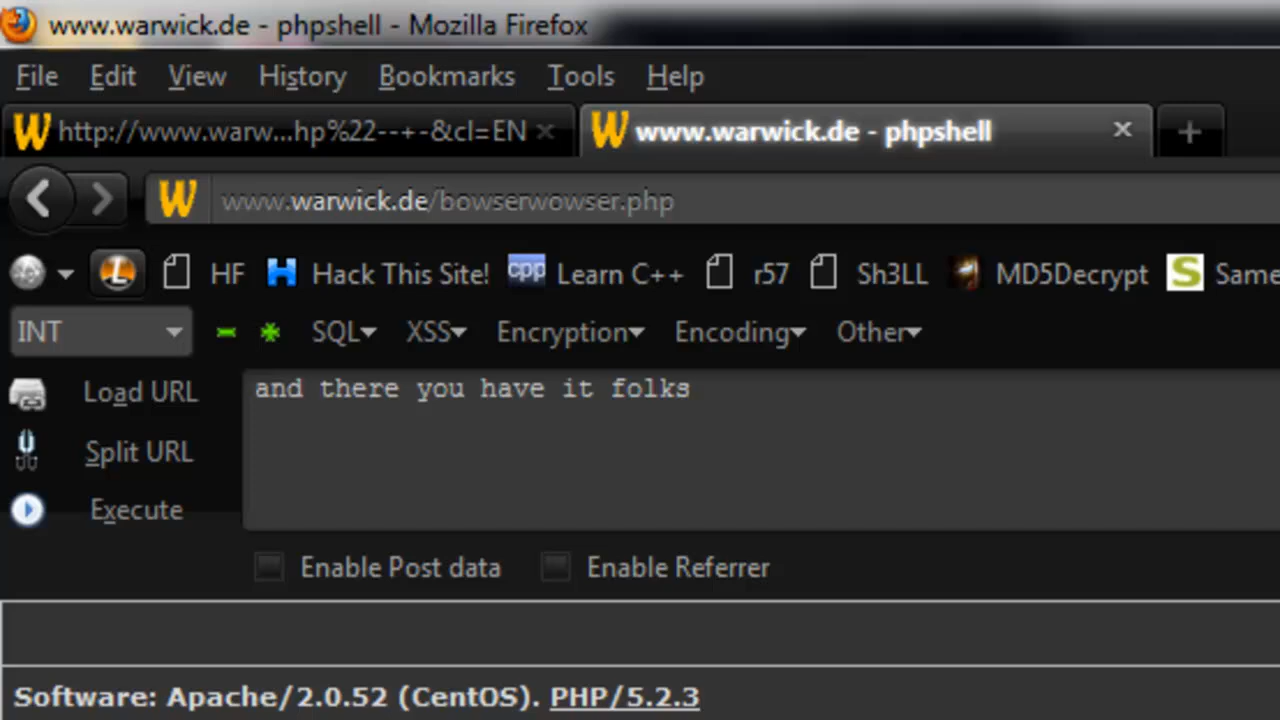 www.warwick.de - phpshell - Mozilla Firefox
File Edit View History Bookmarks Tools Help
http://www.warw...hp%22--+-&cl=EN www.warwick.de - phpshell
www.warwick.de/bowserwowser.php
HF Hack This Site! cpp Learn C++ r57 Sh3LL MD5Decrypt S Same
INT SQL XSS Encryption Encoding Other
Load URL and there you have it folks
Split URL
Execute
Enable Post data Enable Referrer
Software: Apache/2.0.52 (CentOS). PHP/5.2.3